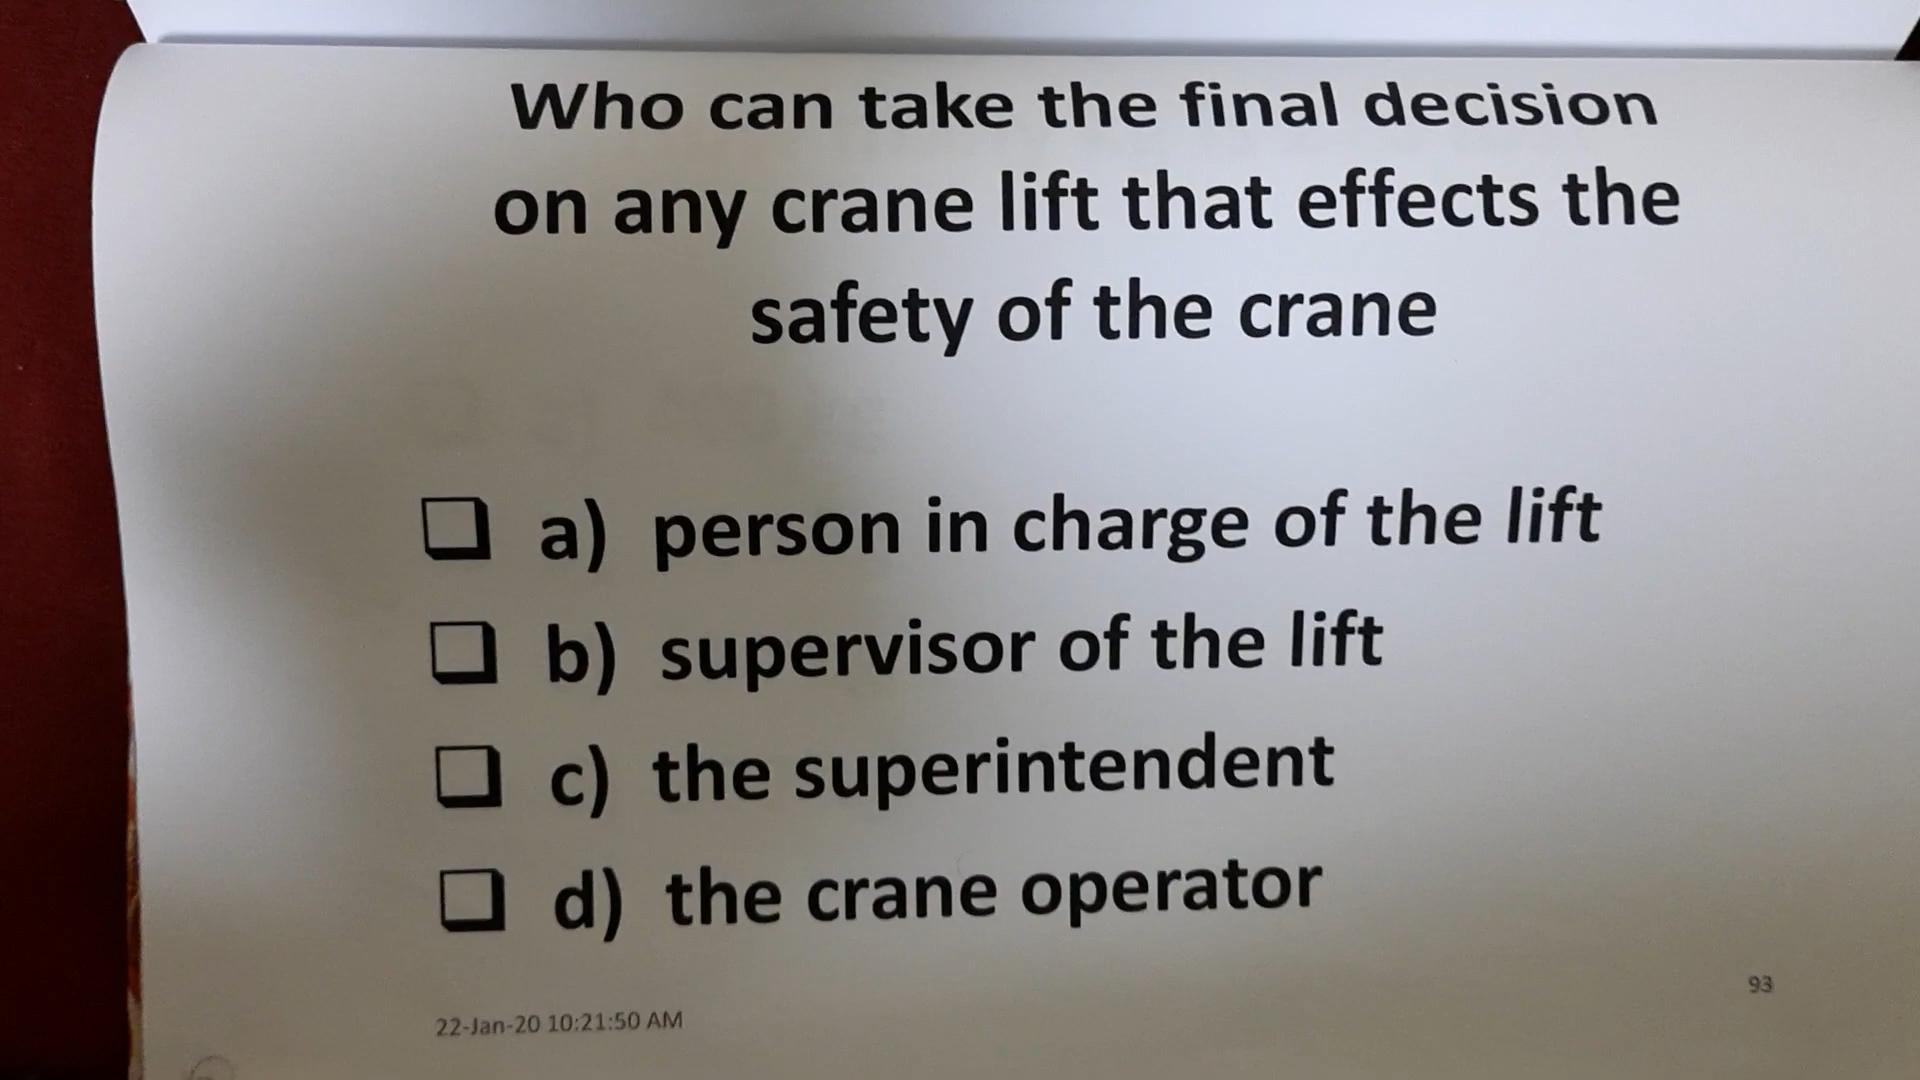 Who can take the final decision
on any crane lift that effects the
safety of the crane
❑ a) person in charge of the lift
❑ b) supervisor of the lift
❑ c) the superintendent
❑ d) the crane operator
93
22-Jan-20 10:21:50 AM